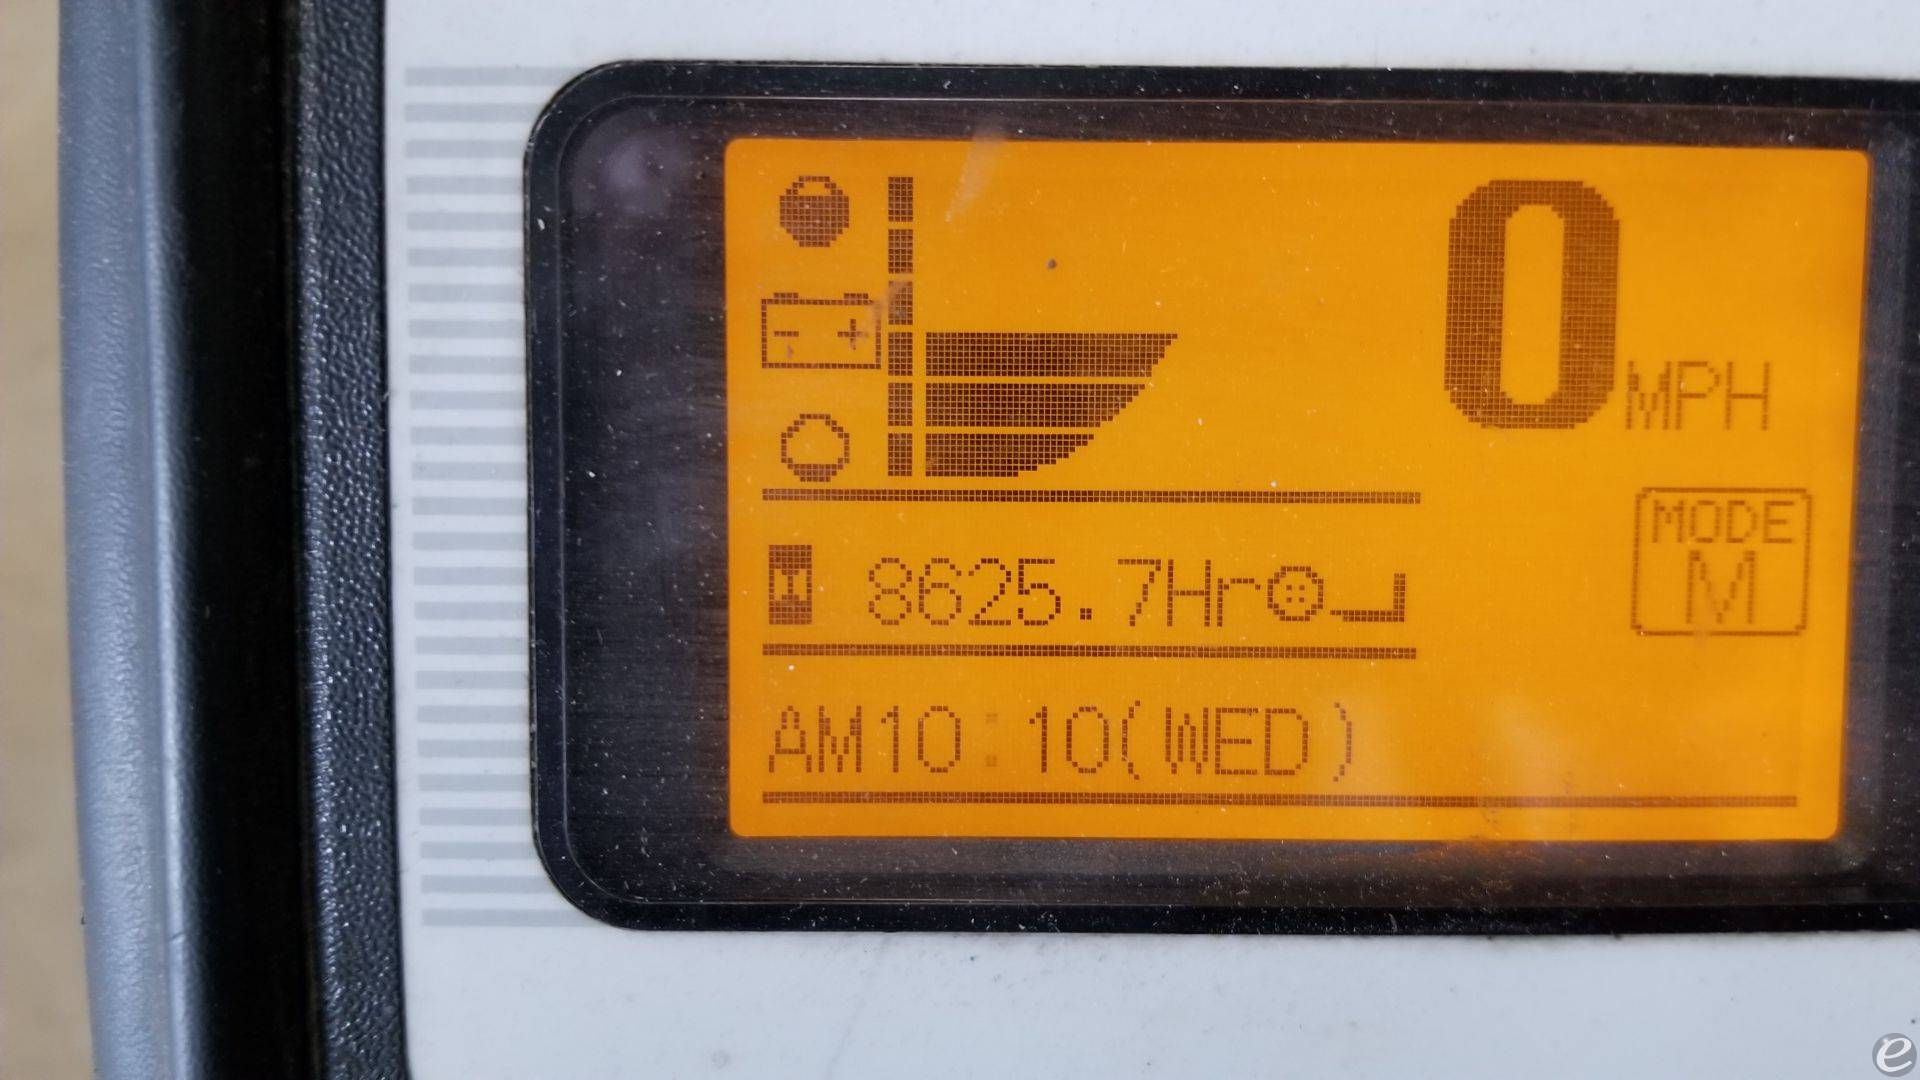 0 MPH
MODE
M
8625.7Hr
AM10:10(WED)
e